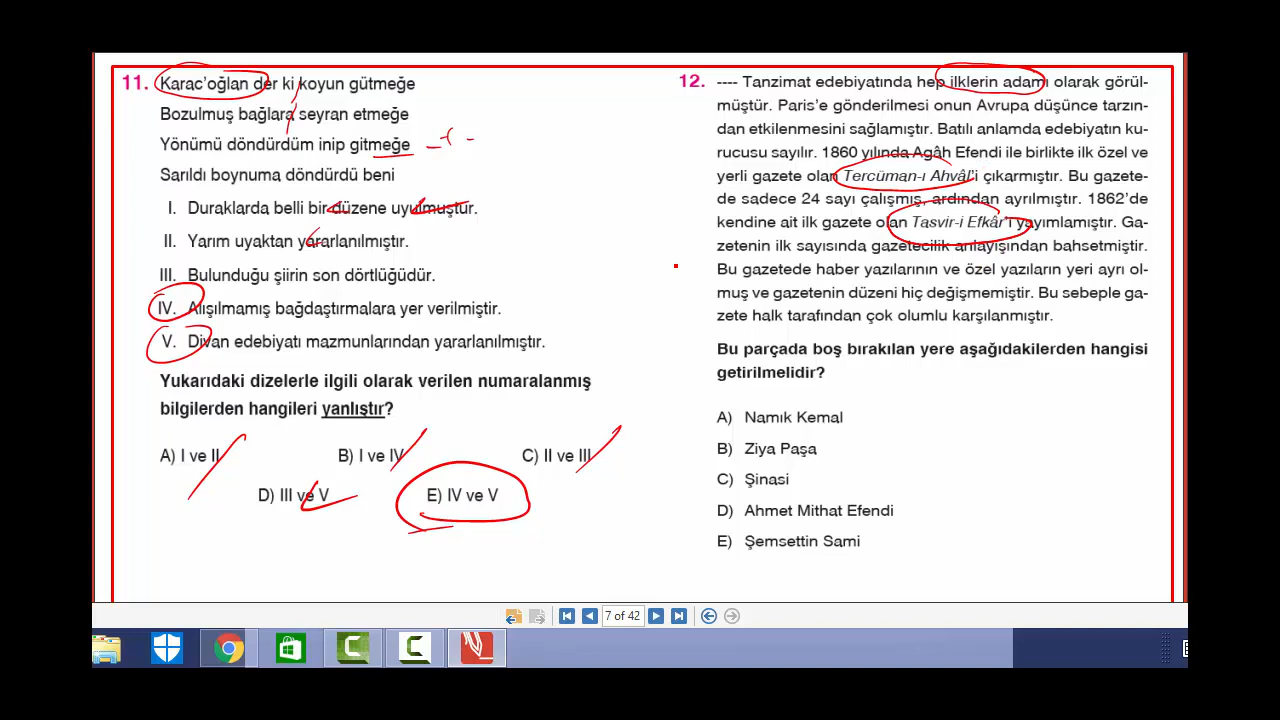 11. Karac'oğlan der ki koyun gütmeğe
Bozulmuş bağlara seyran etmeğe
Yönümü döndürdüm inip gitmeğe
Sarıldı boynuma döndürdü beni
I. Duraklarda belli bir düzene uyulmuştur.
II. Yarım uyaktan yararlanılmıştır.
III. Bulunduğu şiirin son dörtlüğüdür.
IV. Alışılmamış bağdaştırmalara yer verilmiştir.
V. Divan edebiyatı mazmunlarından yararlanılmıştır.
Yukarıdaki dizelerle ilgili olarak verilen numaralanmış
bilgilerden hangileri yanlıştır?
A) I ve II B) I ve IV C) II ve III
D) III ve V E) IV ve V
12. ---- Tanzimat edebiyatında hep ilklerin adamı olarak görül-
müştür. Paris'e gönderilmesi onun Avrupa düşünce tarzın-
dan etkilenmesini sağlamıştır. Batılı anlamda edebiyatın ku-
rucusu sayılır. 1860 yılında Agâh Efendi ile birlikte ilk özel ve
yerli gazete olan Tercüman-ı Ahvâl'i çıkarmıştır. Bu gazete-
de sadece 24 sayı çalışmış, ardından ayrılmıştır. 1862'de
kendine ait ilk gazete olan Tasvir-i Efkâr'ı yayımlamıştır. Ga-
zetenin ilk sayısında gazetecilik anlayışından bahsetmiştir.
Bu gazetede haber yazılarının ve özel yazıların yeri ayrı ol-
muş ve gazetenin düzeni hiç değişmemiştir. Bu sebeple ga-
zete halk tarafından çok olumlu karşılanmıştır.
Bu parçada boş bırakılan yere aşağıdakilerden hangisi
getirilmelidir?
A) Namık Kemal
B) Ziya Paşa
C) Şinasi
D) Ahmet Mithat Efendi
E) Şemsettin Sami
7 of 42